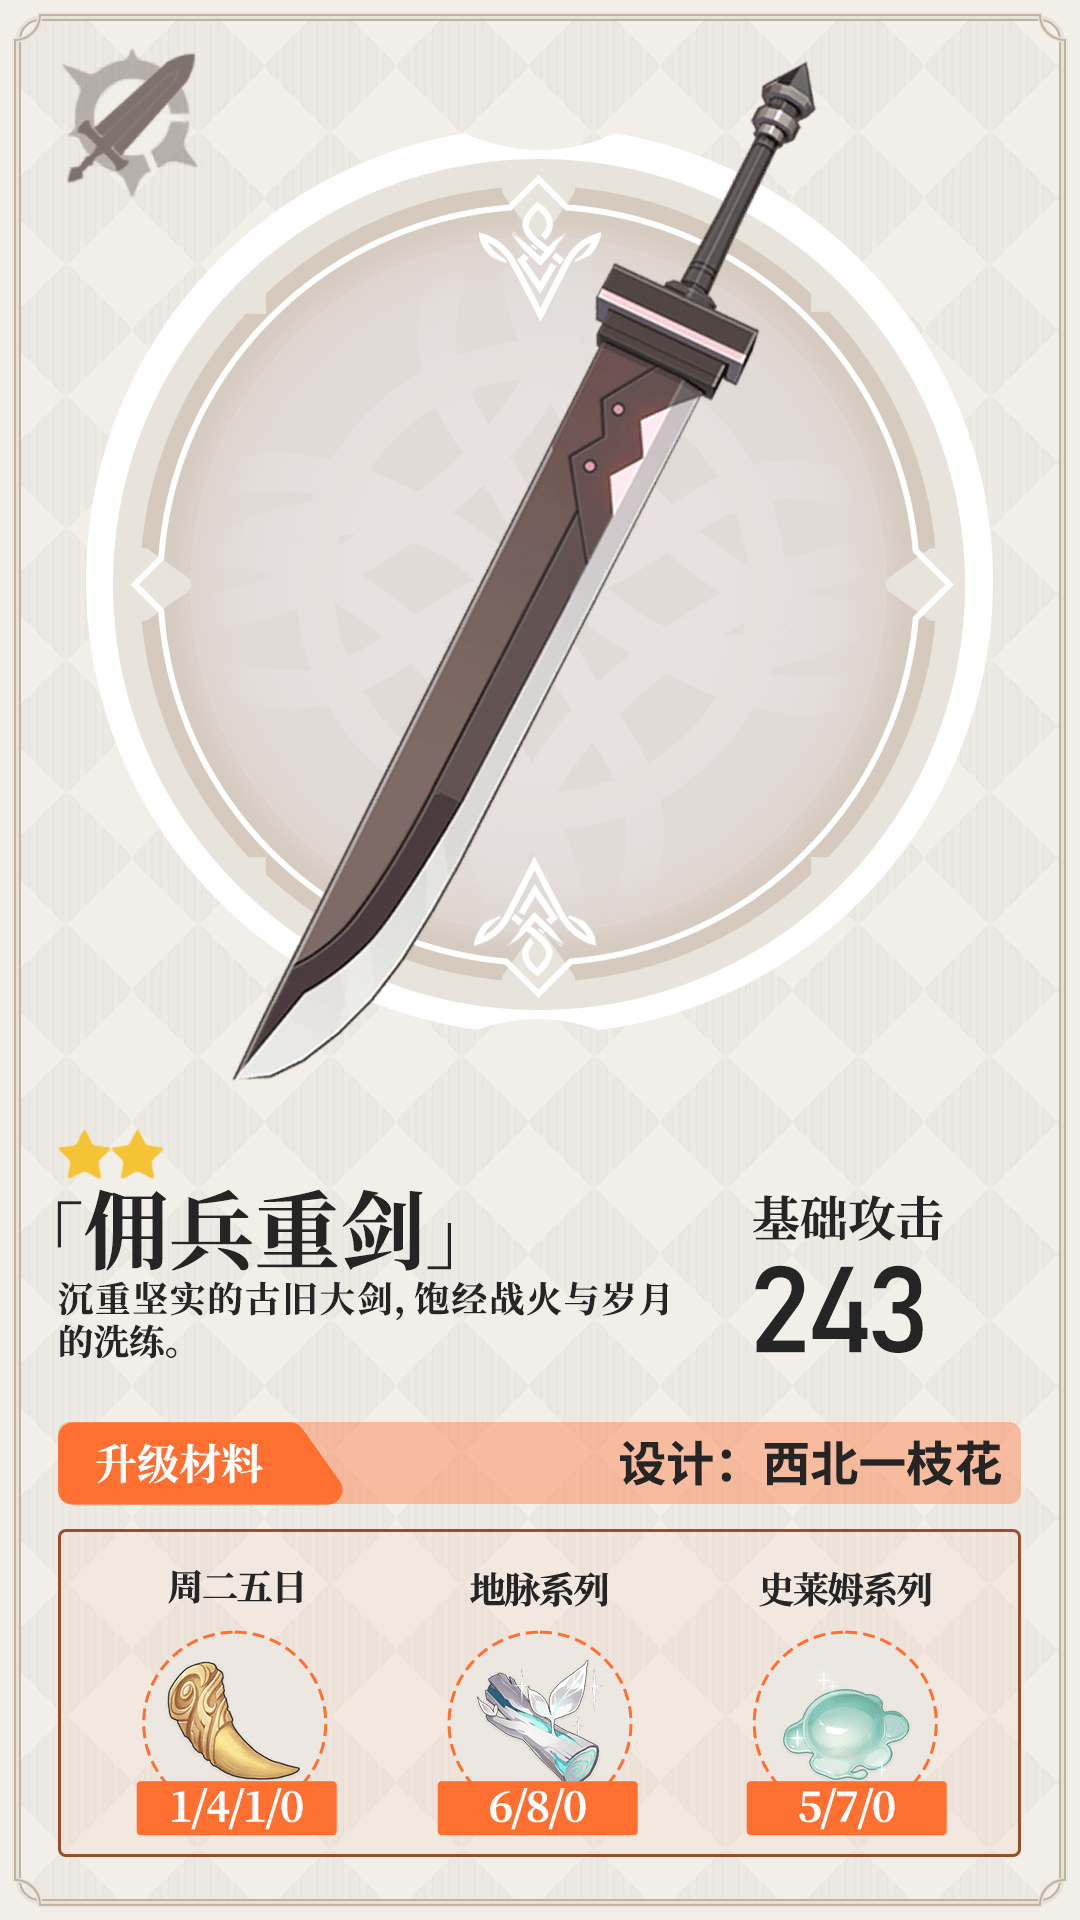 「佣兵重剑」
沉重坚实的古旧大剑，饱经战火与岁月
的洗练。
基础攻击
243
升级材料
设计：西北一枝花
周二五日
地脉系列
史莱姆系列
1/4/1/0
6/8/0
5/7/0